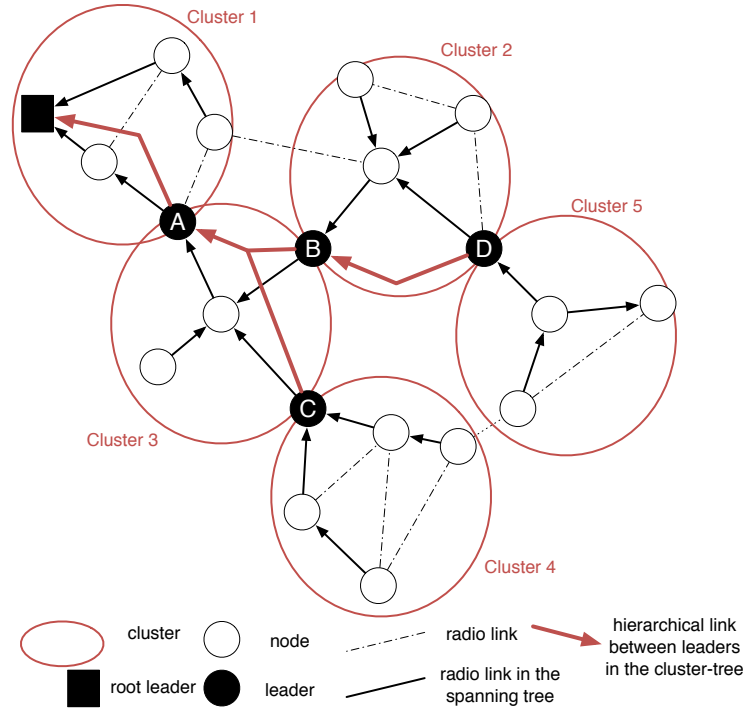 Cluster 1
Cluster 2
Cluster 5
A
B
D
C
Cluster 3
Cluster 4
cluster
node
radio link
hierarchical link
between leaders
in the cluster-tree
root leader
leader
radio link in the
spanning tree